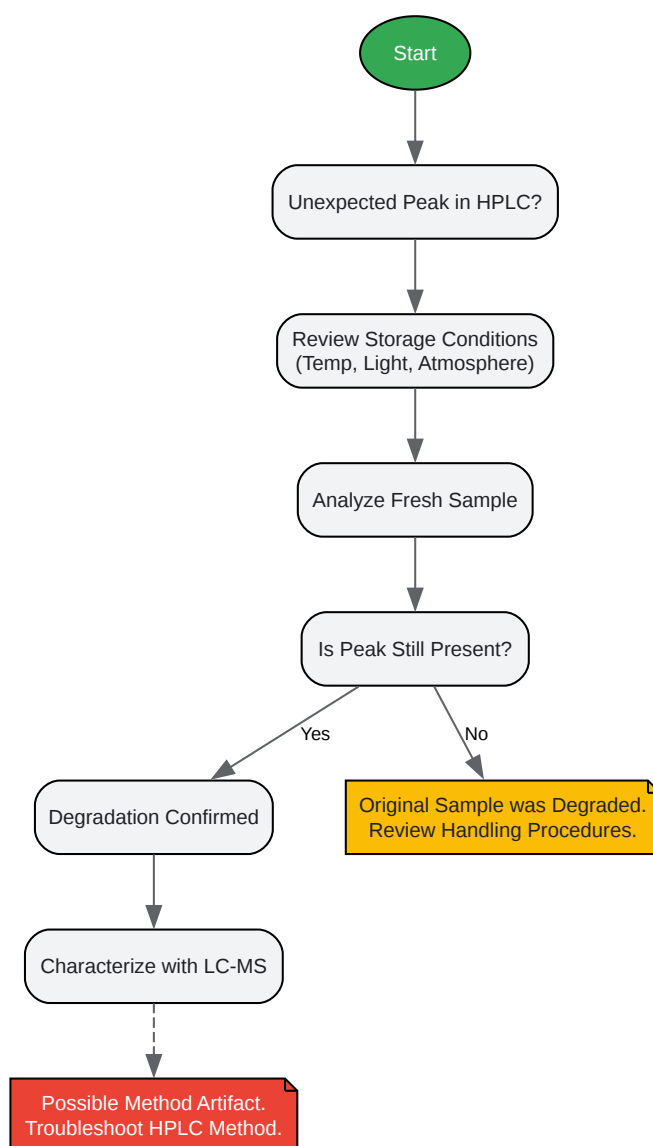 Start
Unexpected Peak in HPLC?
Review Storage Conditions
(Temp, Light, Atmosphere)
Analyze Fresh Sample
Is Peak Still Present?
Yes
No
Degradation Confirmed
Original Sample was Degraded.
Review Handling Procedures.
Characterize with LC-MS
Possible Method Artifact.
Troubleshoot HPLC Method.